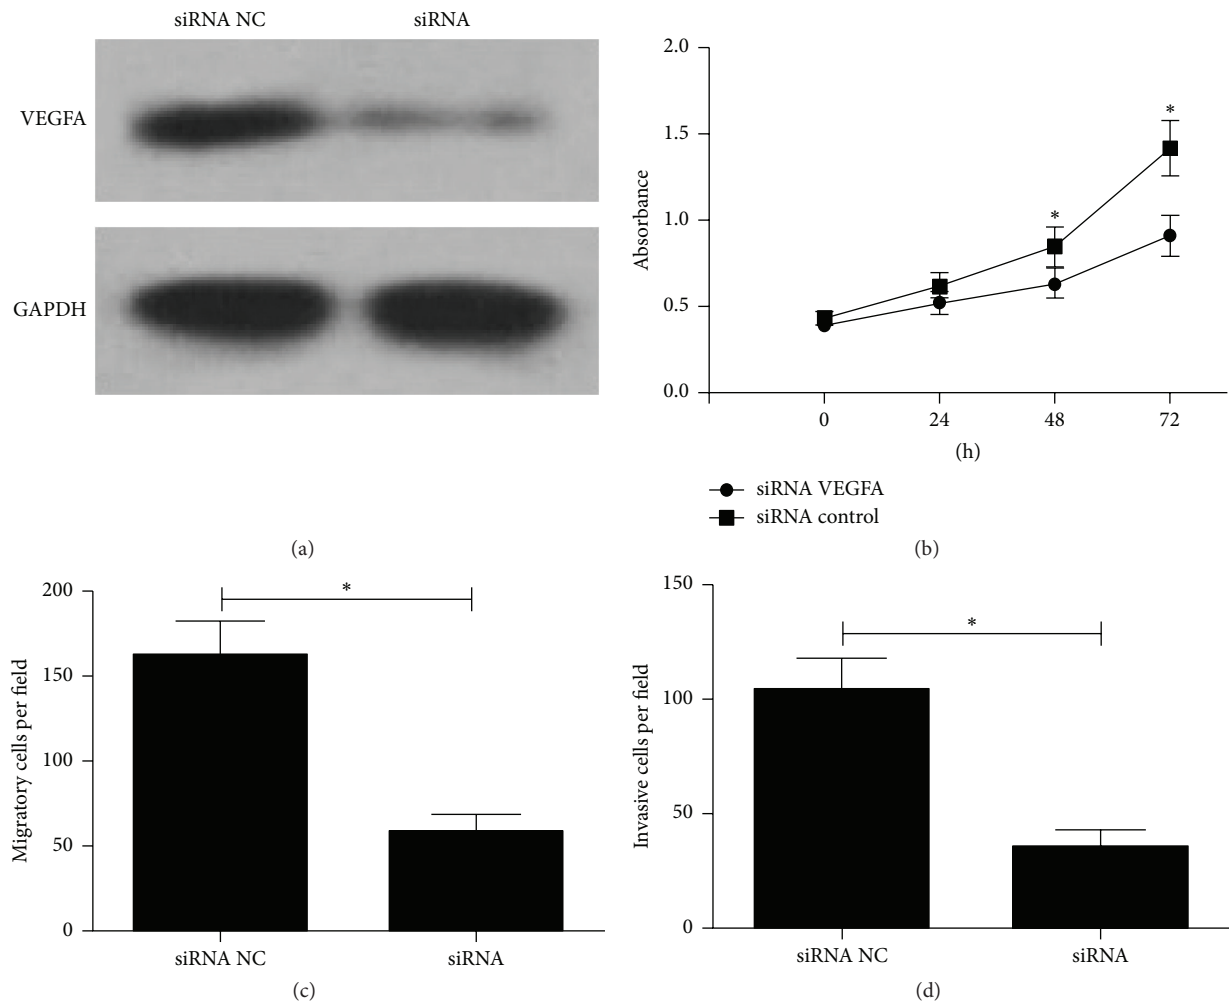 siRNA NC siRNA
VEGFA
GAPDH
(a)
2.0
1.5
1.0
0.5
0.0
Absorbance
*
*
0 24 48 72
(h)
siRNA VEGFA
siRNA control
(b)
200
150
100
50
0
Migratory cells per field
*
siRNA NC siRNA
(c)
150
100
50
0
Invasive cells per field
*
siRNA NC siRNA
(d)